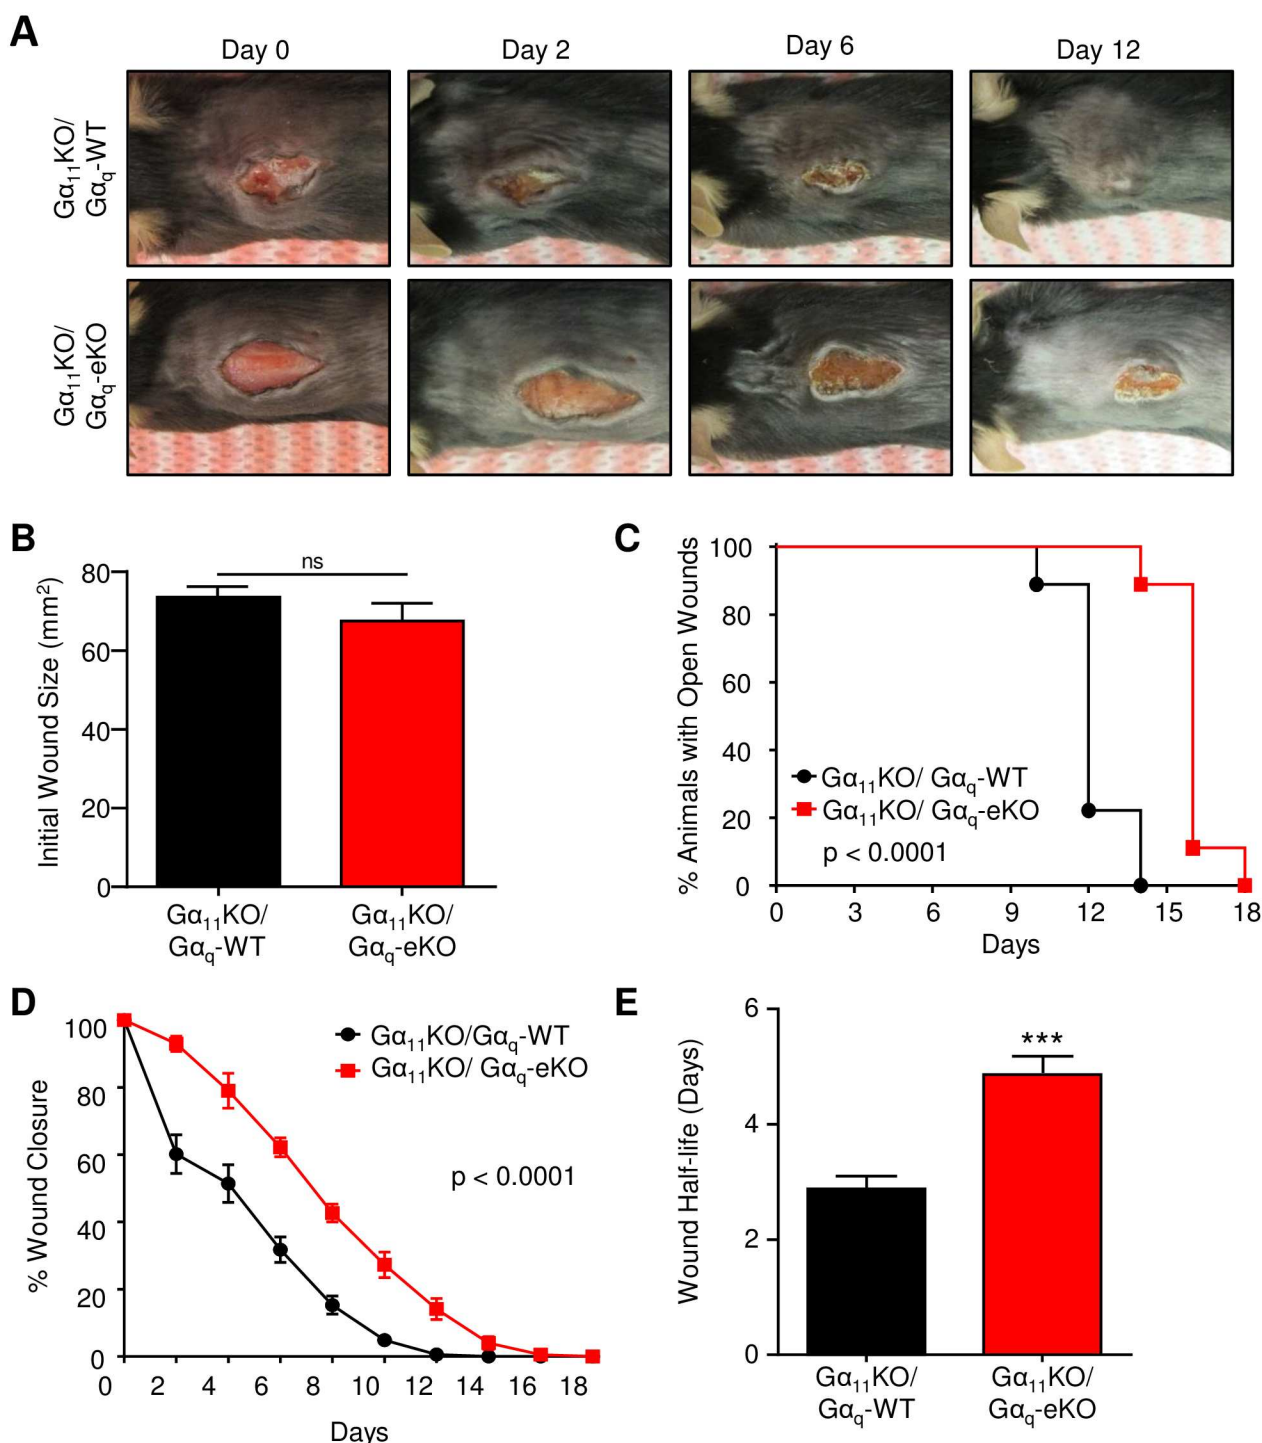 A
Day 0
Day 2
Day 6
Day 12
Gα₁₁KO/
Gαq-WT
Gα₁₁KO/
Gαq-eKO
B
Initial Wound Size (mm²)
80
60
40
20
0
ns
Gα₁₁KO/
Gαq-WT
Gα₁₁KO/
Gαq-eKO
C
% Animals with Open Wounds
100
80
60
40
20
0
Gα₁₁KO/ Gαq-WT
Gα₁₁KO/ Gαq-eKO
p < 0.0001
0 3 6 9 12 15 18
Days
D
% Wound Closure
100
80
60
40
20
0
Gα₁₁KO/Gαq-WT
Gα₁₁KO/ Gαq-eKO
p < 0.0001
0 2 4 6 8 10 12 14 16 18
Days
E
Wound Half-life (Days)
6
4
2
0
***
Gα₁₁KO/
Gαq-WT
Gα₁₁KO/
Gαq-eKO